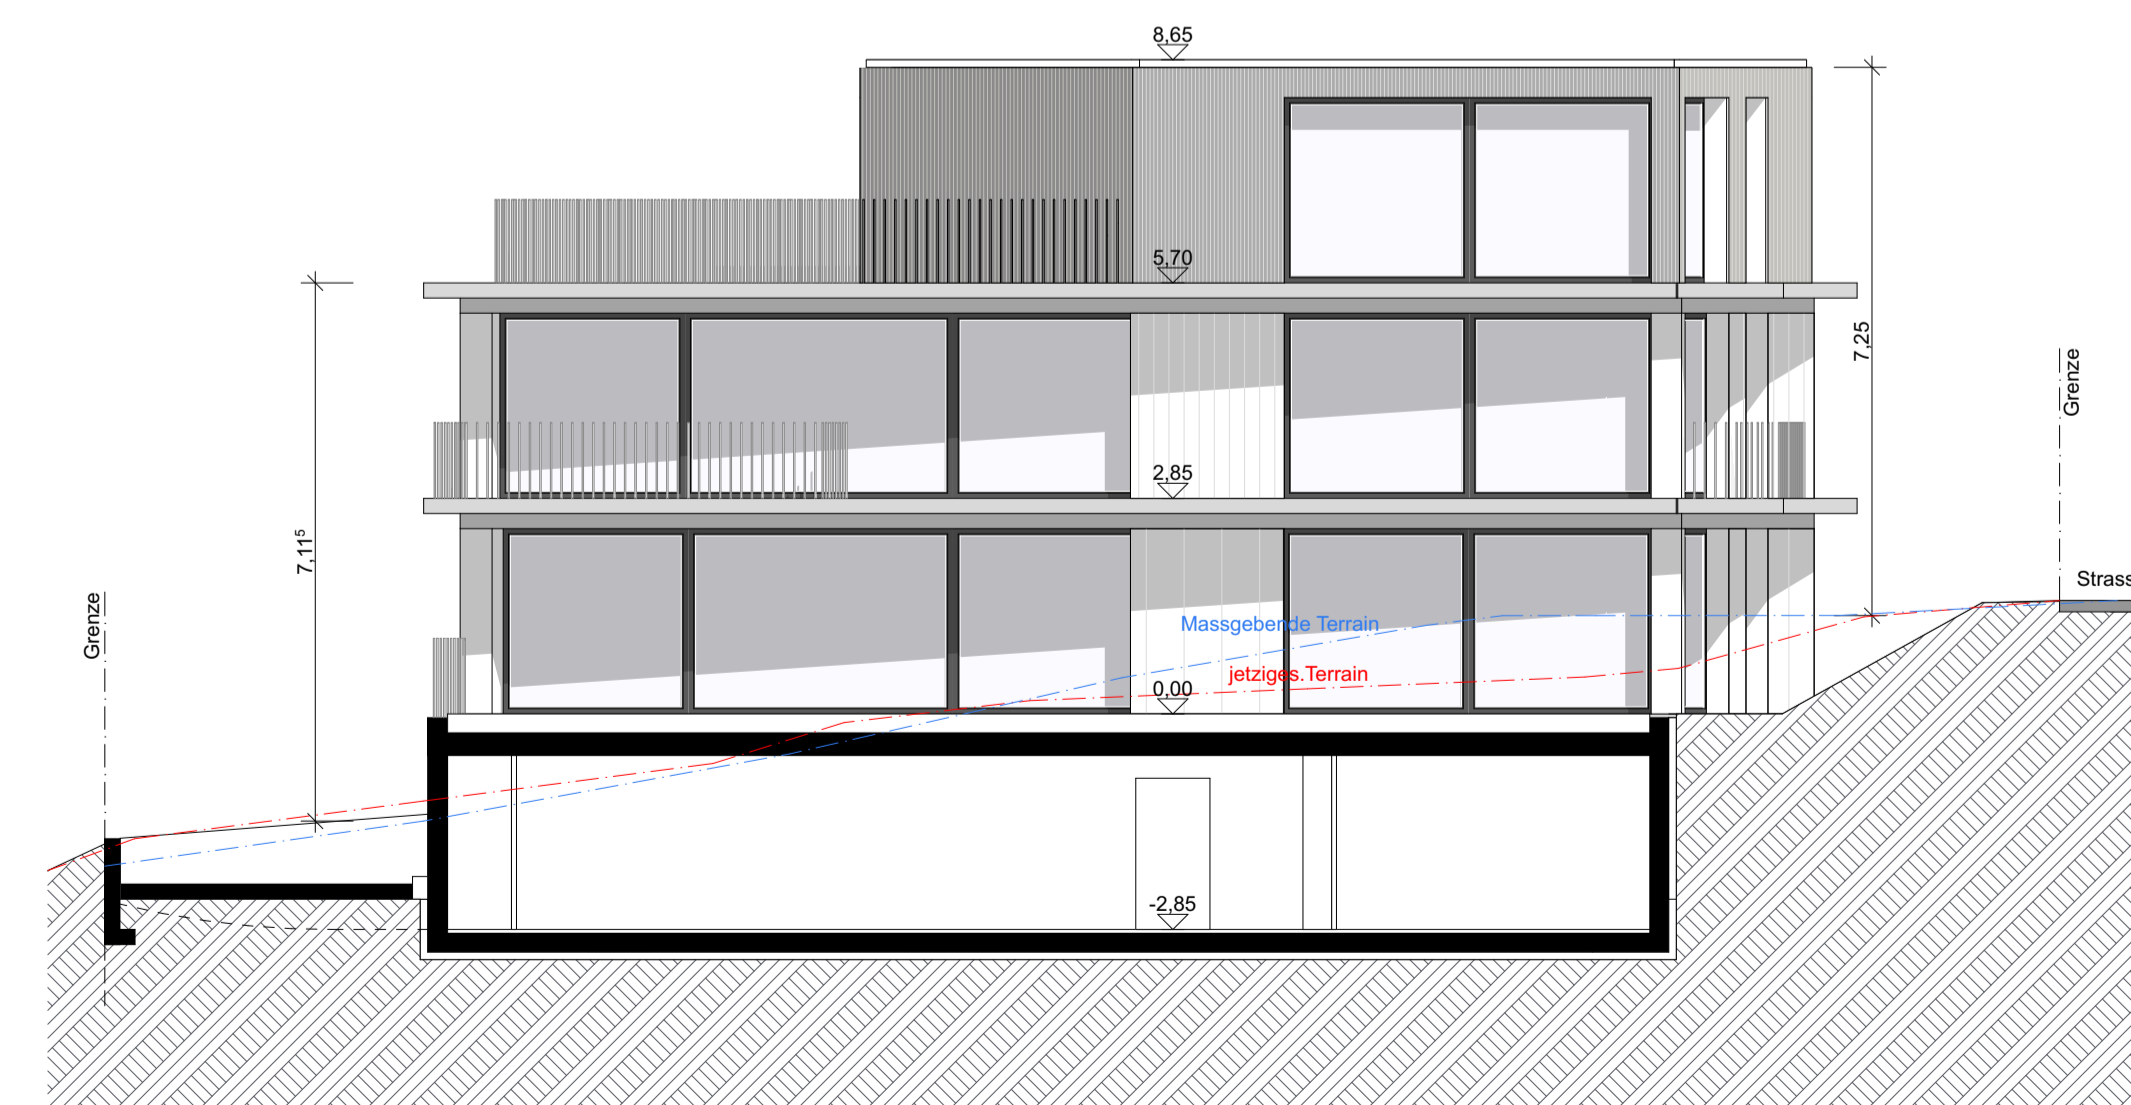 8,65
5,70
7,25
Grenze
2,85
7,11⁵
Strass
Grenze
Massgebende Terrain
jetziges.Terrain
0,00
-2,85